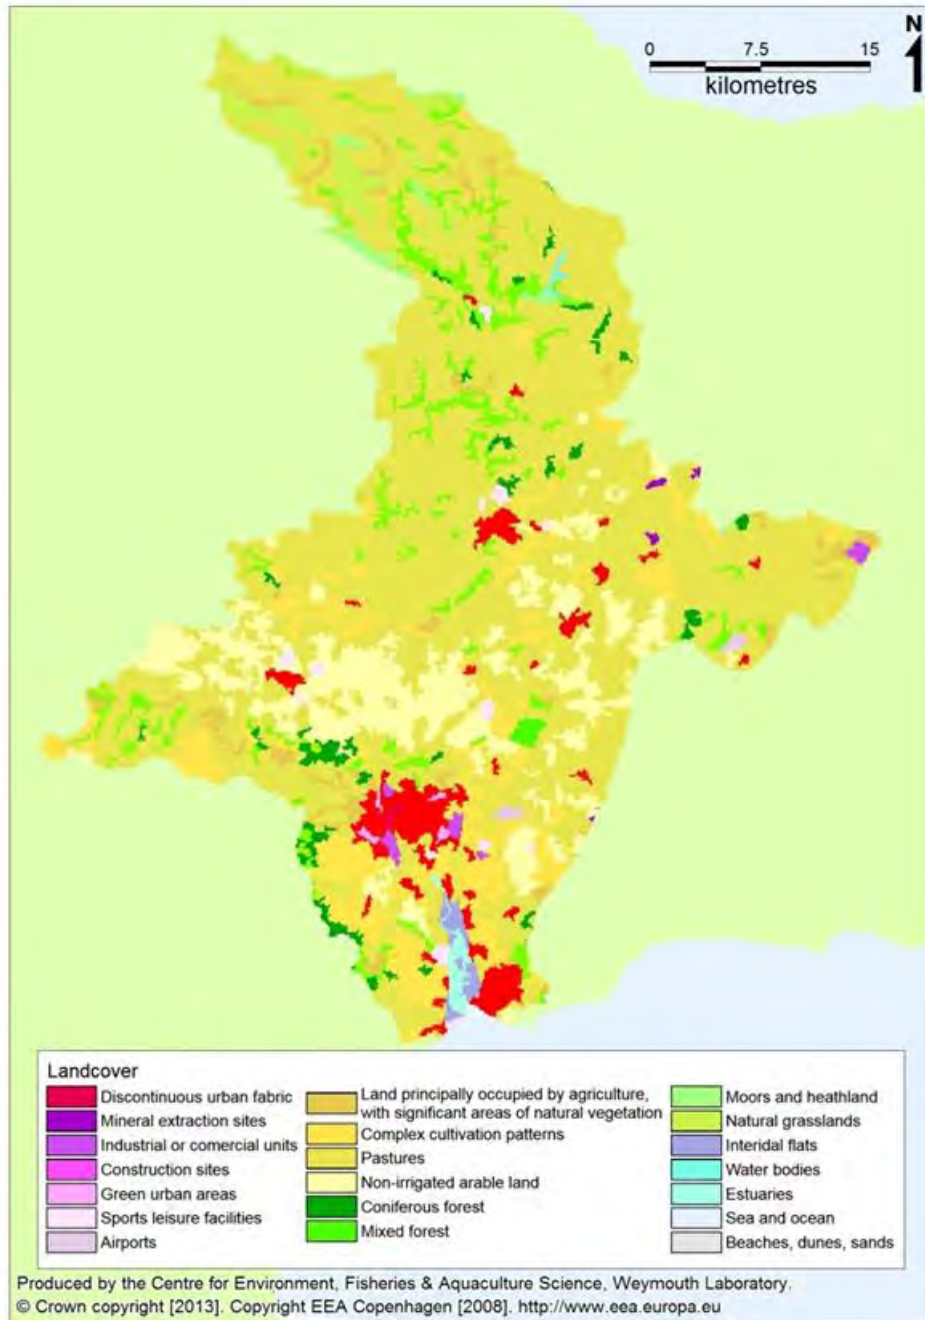 N
0 7.5 15
kilometres
Landcover
Discontinuous urban fabric
Mineral extraction sites
Industrial or comercial units
Construction sites
Green urban areas
Sports leisure facilities
Airports
Land principally occupied by agriculture,
with significant areas of natural vegetation
Complex cultivation patterns
Pastures
Non-irrigated arable land
Coniferous forest
Mixed forest
Moors and heathland
Natural grasslands
Interidal flats
Water bodies
Estuaries
Sea and ocean
Beaches, dunes, sands
Produced by the Centre for Environment, Fisheries & Aquaculture Science, Weymouth Laboratory.
© Crown copyright [2013]. Copyright EEA Copenhagen [2008]. http://www.eea.europa.eu